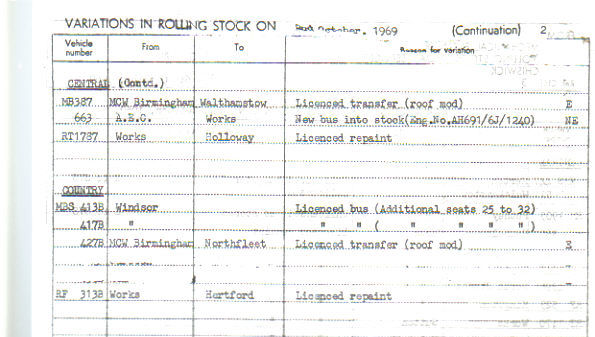 VARIATIONS IN ROLLING STOCK ON October, 1969 (Continuation) 2
Vehicle number From To Reason for variation
CENTRAL (Contd.)
MB387 MCW Birmingham Walthamstow Licenced transfer (roof mod) E
663 A.E.C. Works New bus into stock(Eng.No.AH691/6J/1240) NE
RT1787 Works Holloway Licenced repaint
COUNTRY
MBS 413B Windsor Licenced bus (Additional seats 25 to 32)
417B " " " ( " " " " )
427B MCW Birmingham Northfleet Licenced transfer (roof mod) E
RF 313B Works Hertford Licenced repaint